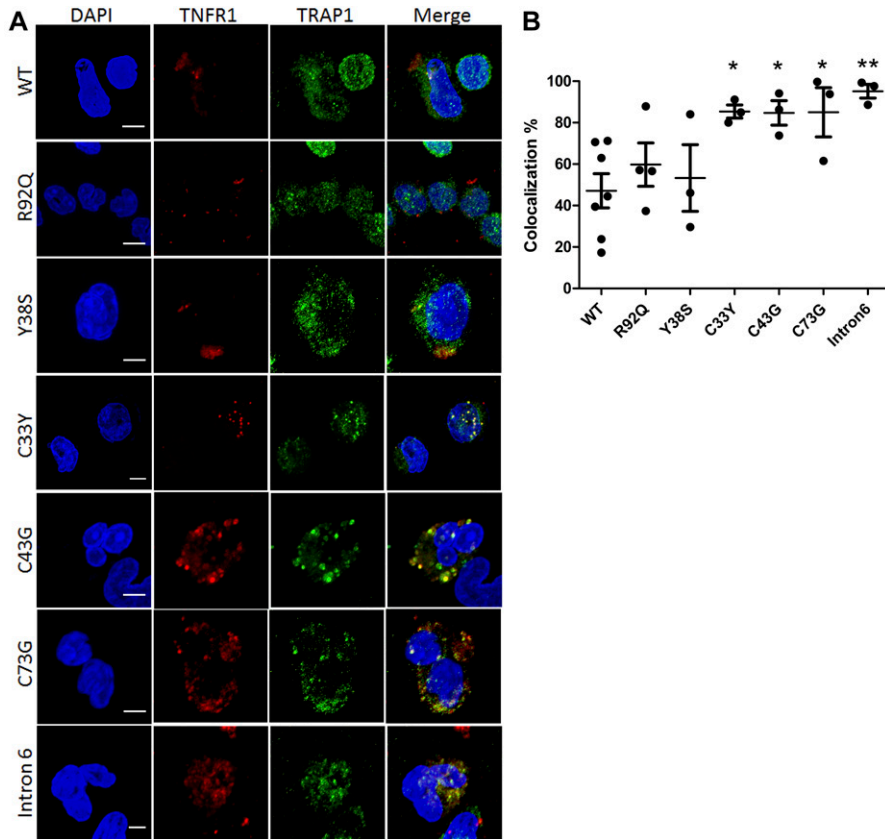 A
DAPI TNFR1 TRAP1 Merge
WT
R92Q
Y38S
C33Y
C43G
C73G
Intron 6
B
* * * **
Colocalization %
100
80
60
40
20
0
WT R92Q Y38S C33Y C43G C73G Intron6